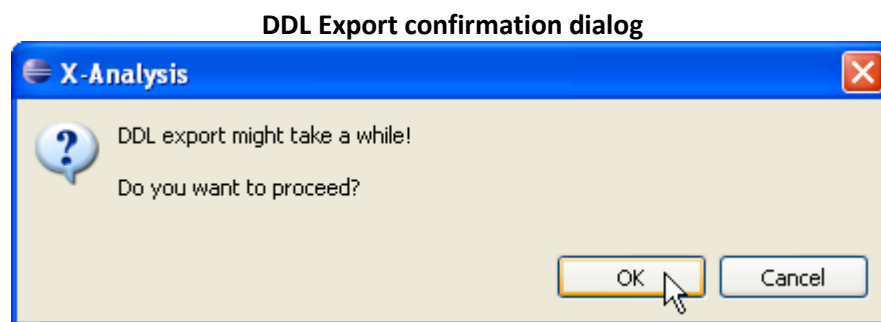 DDL Export confirmation dialog
X-Analysis
DDL export might take a while!
Do you want to proceed?
OK Cancel